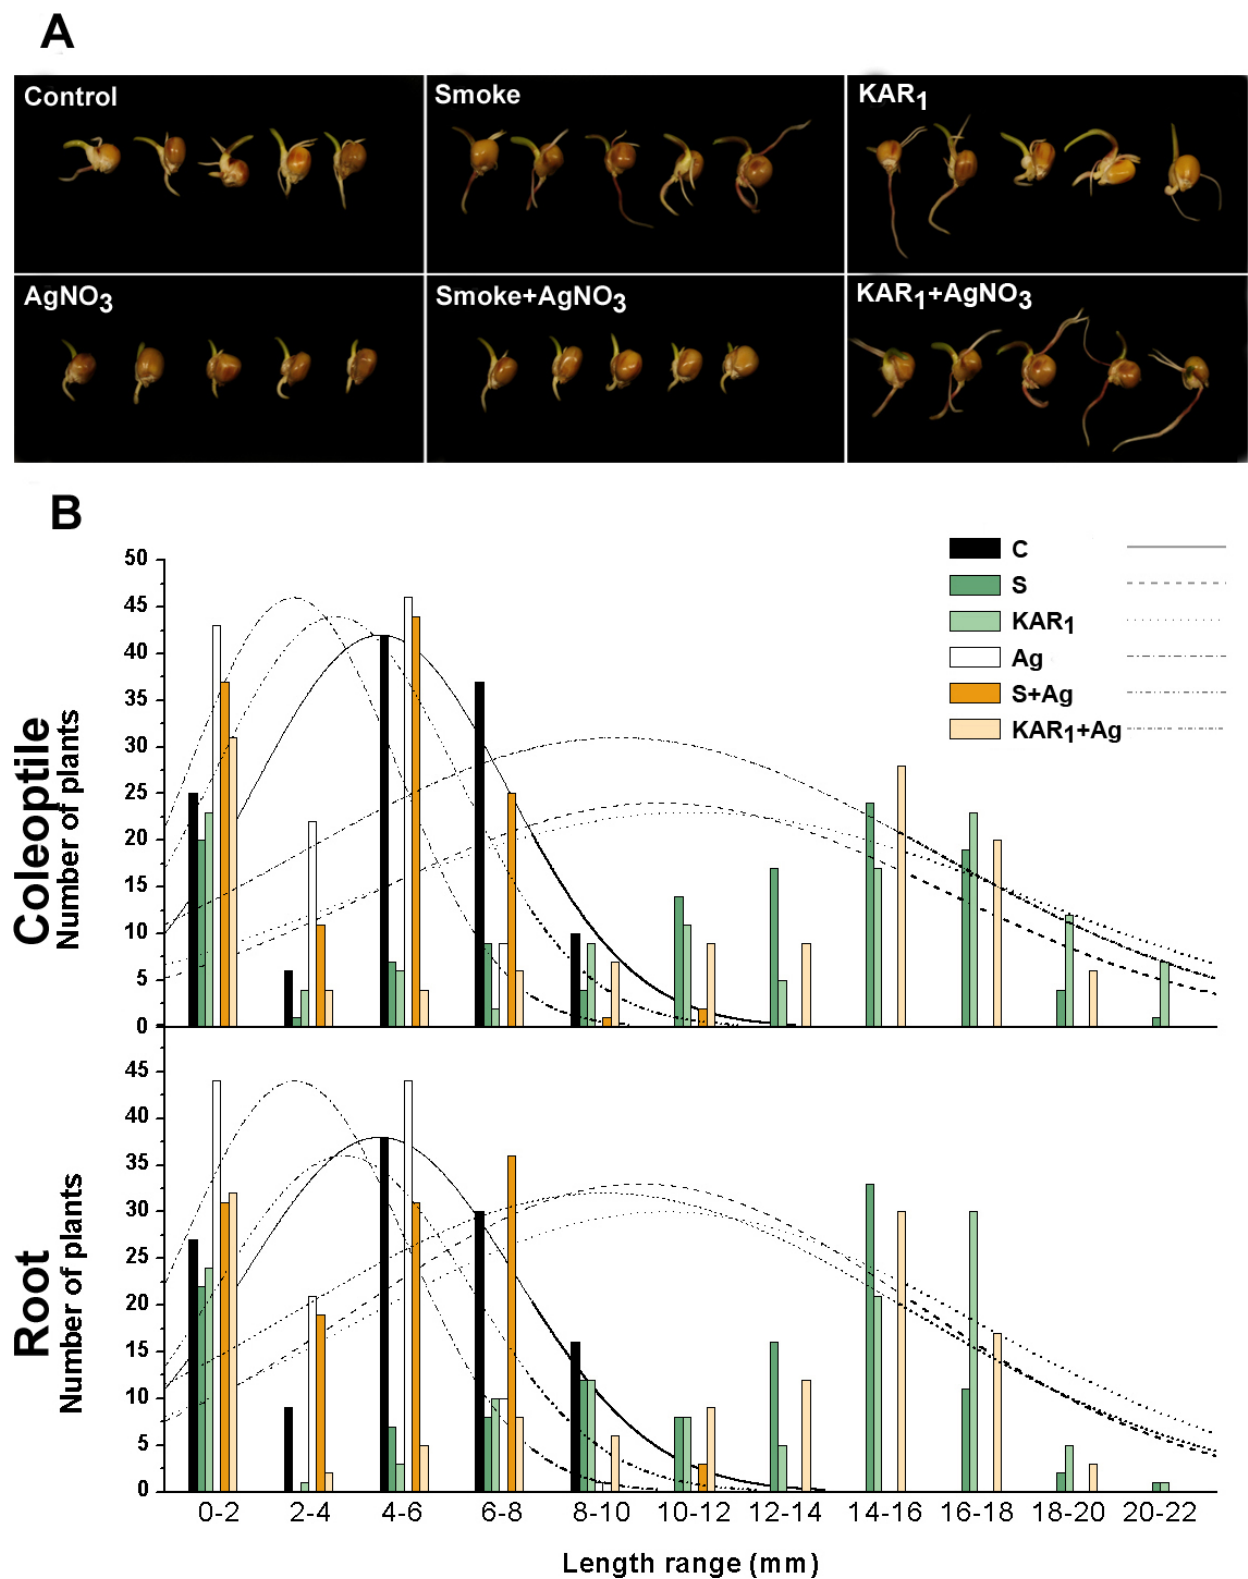 A
Control
Smoke
KAR1
AgNO3
Smoke+AgNO3
KAR1+AgNO3
B
C
S
KAR1
Ag
S+Ag
KAR1+Ag
Coleoptile
Number of plants
50
45
40
35
30
25
20
15
10
5
0
Root
Number of plants
45
40
35
30
25
20
15
10
5
0
0-2 2-4 4-6 6-8 8-10 10-12 12-14 14-16 16-18 18-20 20-22
Length range (mm)